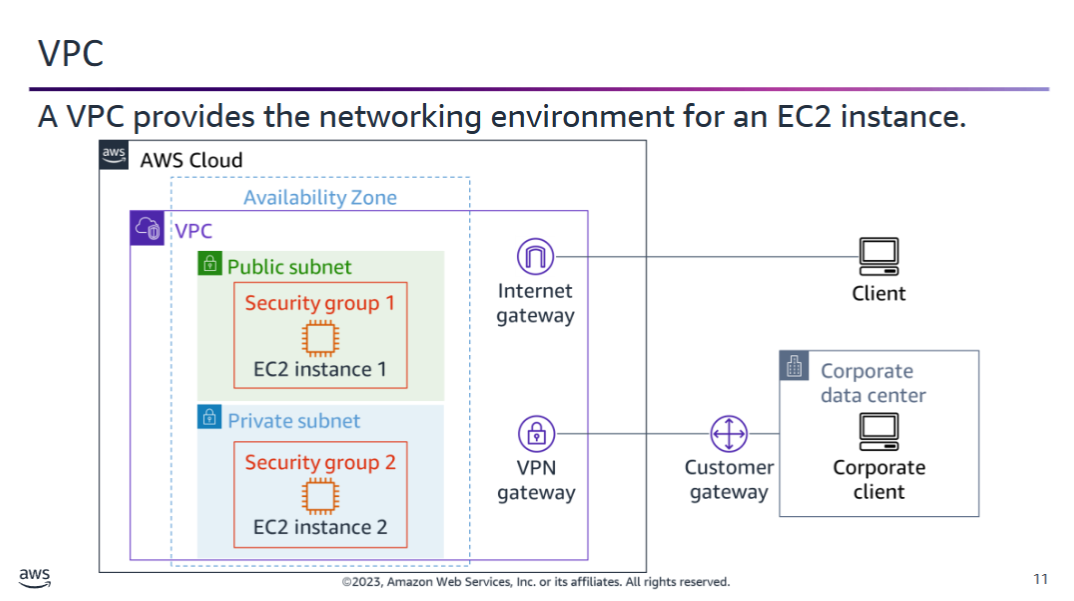 VPC
A VPC provides the networking environment for an EC2 instance.
aws
AWS Cloud
Availability Zone
VPC
Public subnet
Security group 1
EC2 instance 1
Private subnet
Security group 2
EC2 instance 2
Internet
gateway
VPN
gateway
Client
Customer
gateway
Corporate
data center
Corporate
client
aws
©2023, Amazon Web Services, Inc. or its affiliates. All rights reserved.
11